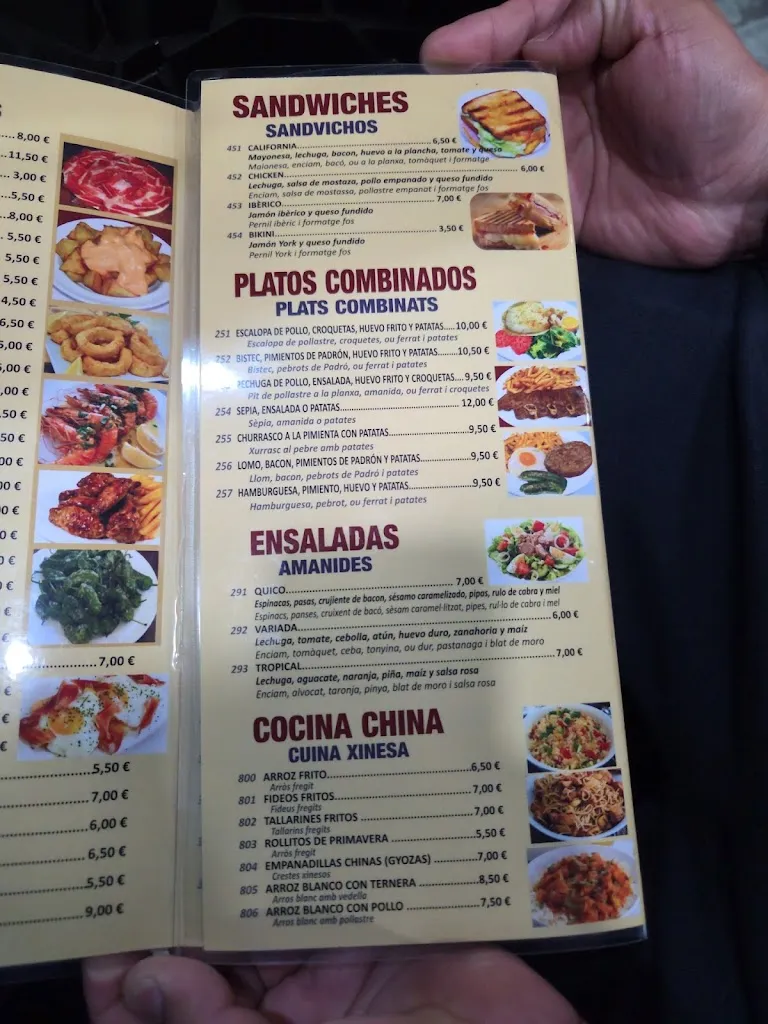 S
8,00 €
11,50 €
3,00 €
5,50 €
8,00 €
5,50 €
5,50 €
5,50 €
4,50 €
6,50 €
5,00 €
5,00 €
,00 €
,50 €
50 €
00 €
00 €
00 €
0 €
0 €
€
€
7,00 €
€
€
€
5,50 €
7,00 €
6,00 €
6,50 €
5,50 €
9,00 €
SANDWICHES
SANDVICHOS
451 CALIFORNIA 6,50 €
Mayonesa, lechuga, bacon, huevo a la plancha, tomate y queso
Maionesa, enciam, bacó, ou a la planxa, tomàquet i formatge
452 CHICKEN 6,00 €
Lechuga, salsa de mostaza, pollo empanado y queso fundido
Enciam, salsa de mostassa, pollastre empanat i formatge fos
453 IBÈRICO 7,00 €
Jamón ibèrico y queso fundido
Pernil ibèric i formatge fos
454 BIKINI 3,50 €
Jamón York y queso fundido
Pernil York i formatge fos
PLATOS COMBINADOS
PLATS COMBINATS
251 ESCALOPA DE POLLO, CROQUETAS, HUEVO FRITO Y PATATAS 10,00 €
Escalopa de pollastre, croquetes, ou ferrat i patates
252 BISTEC, PIMIENTOS DE PADRÓN, HUEVO FRITO Y PATATAS 10,50 €
Bistec, pebrots de Padró, ou ferrat i patates
PECHUGA DE POLLO, ENSALADA, HUEVO FRITO Y CROQUETAS 9,50 €
Pit de pollastre a la planxa, amanida, ou ferrat i croquetes
254 SEPIA, ENSALADA O PATATAS 12,00 €
Sèpia, amanida o patates
255 CHURRASCO A LA PIMIENTA CON PATATAS 9,50 €
Xurrasc al pebre amb patates
256 LOMO, BACON, PIMIENTOS DE PADRÓN Y PATATAS 9,50 €
Llom, bacon, pebrots de Padró i patates
257 HAMBURGUESA, PIMIENTO, HUEVO Y PATATAS 9,50 €
Hamburguesa, pebrot, ou ferrat i patates
ENSALADAS
AMANIDES
291 QUICO 7,00 €
Espinacas, pasas, crujiente de bacon, sésamo caramelizado, pipas, rulo de cabra y miel
Espinacs, panses, cruixent de bacó, sèsam caramel·litzat, pipes, rul·lo de cabra i mel
292 VARIADA 6,00 €
Lechuga, tomate, cebolla, atún, huevo duro, zanahoria y maíz
Enciam, tomàquet, ceba, tonyina, ou dur, pastanaga i blat de moro
293 TROPICAL 7,00 €
Lechuga, aguacate, naranja, piña, maíz y salsa rosa
Enciam, alvocat, taronja, pinya, blat de moro i salsa rosa
COCINA CHINA
CUINA XINESA
800 ARROZ FRITO 6,50 €
Arròs fregit
801 FIDEOS FRITOS 7,00 €
Fideus fregits
802 TALLARINES FRITOS 7,00 €
Tallarins fregits
803 ROLLITOS DE PRIMAVERA 5,50 €
Arròs fregit
804 EMPANADILLAS CHINAS (GYOZAS) 7,00 €
Crestes xineses
805 ARROZ BLANCO CON TERNERA 8,50 €
Arros blanc amb vedella
806 ARROZ BLANCO CON POLLO 7,50 €
Arros blanc amb pollastre